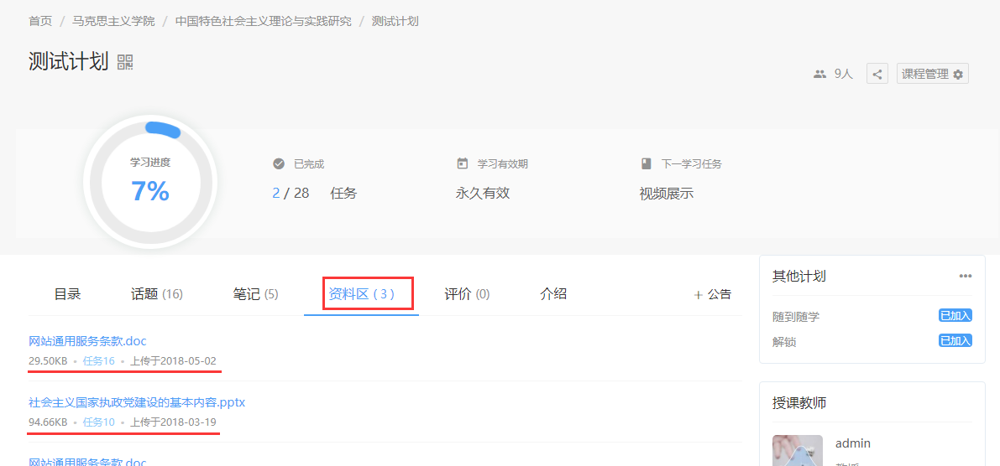 首页 / 马克思主义学院 / 中国特色社会主义理论与实践研究 / 测试计划
测试计划
9人
课程管理
学习进度
7%
已完成
2 / 28 任务
学习有效期
永久有效
下一学习任务
视频展示
目录
话题 (16)
笔记 (5)
资料区 ( 3 )
评价 (0)
介绍
+ 公告
网站通用服务条款.doc
29.50KB • 任务16 • 上传于2018-05-02
社会主义国家执政党建设的基本内容.pptx
94.66KB • 任务10 • 上传于2018-03-19
网站通用服务条款.doc
其他计划
随到随学 已加入
解锁 已加入
授课教师
admin
教授